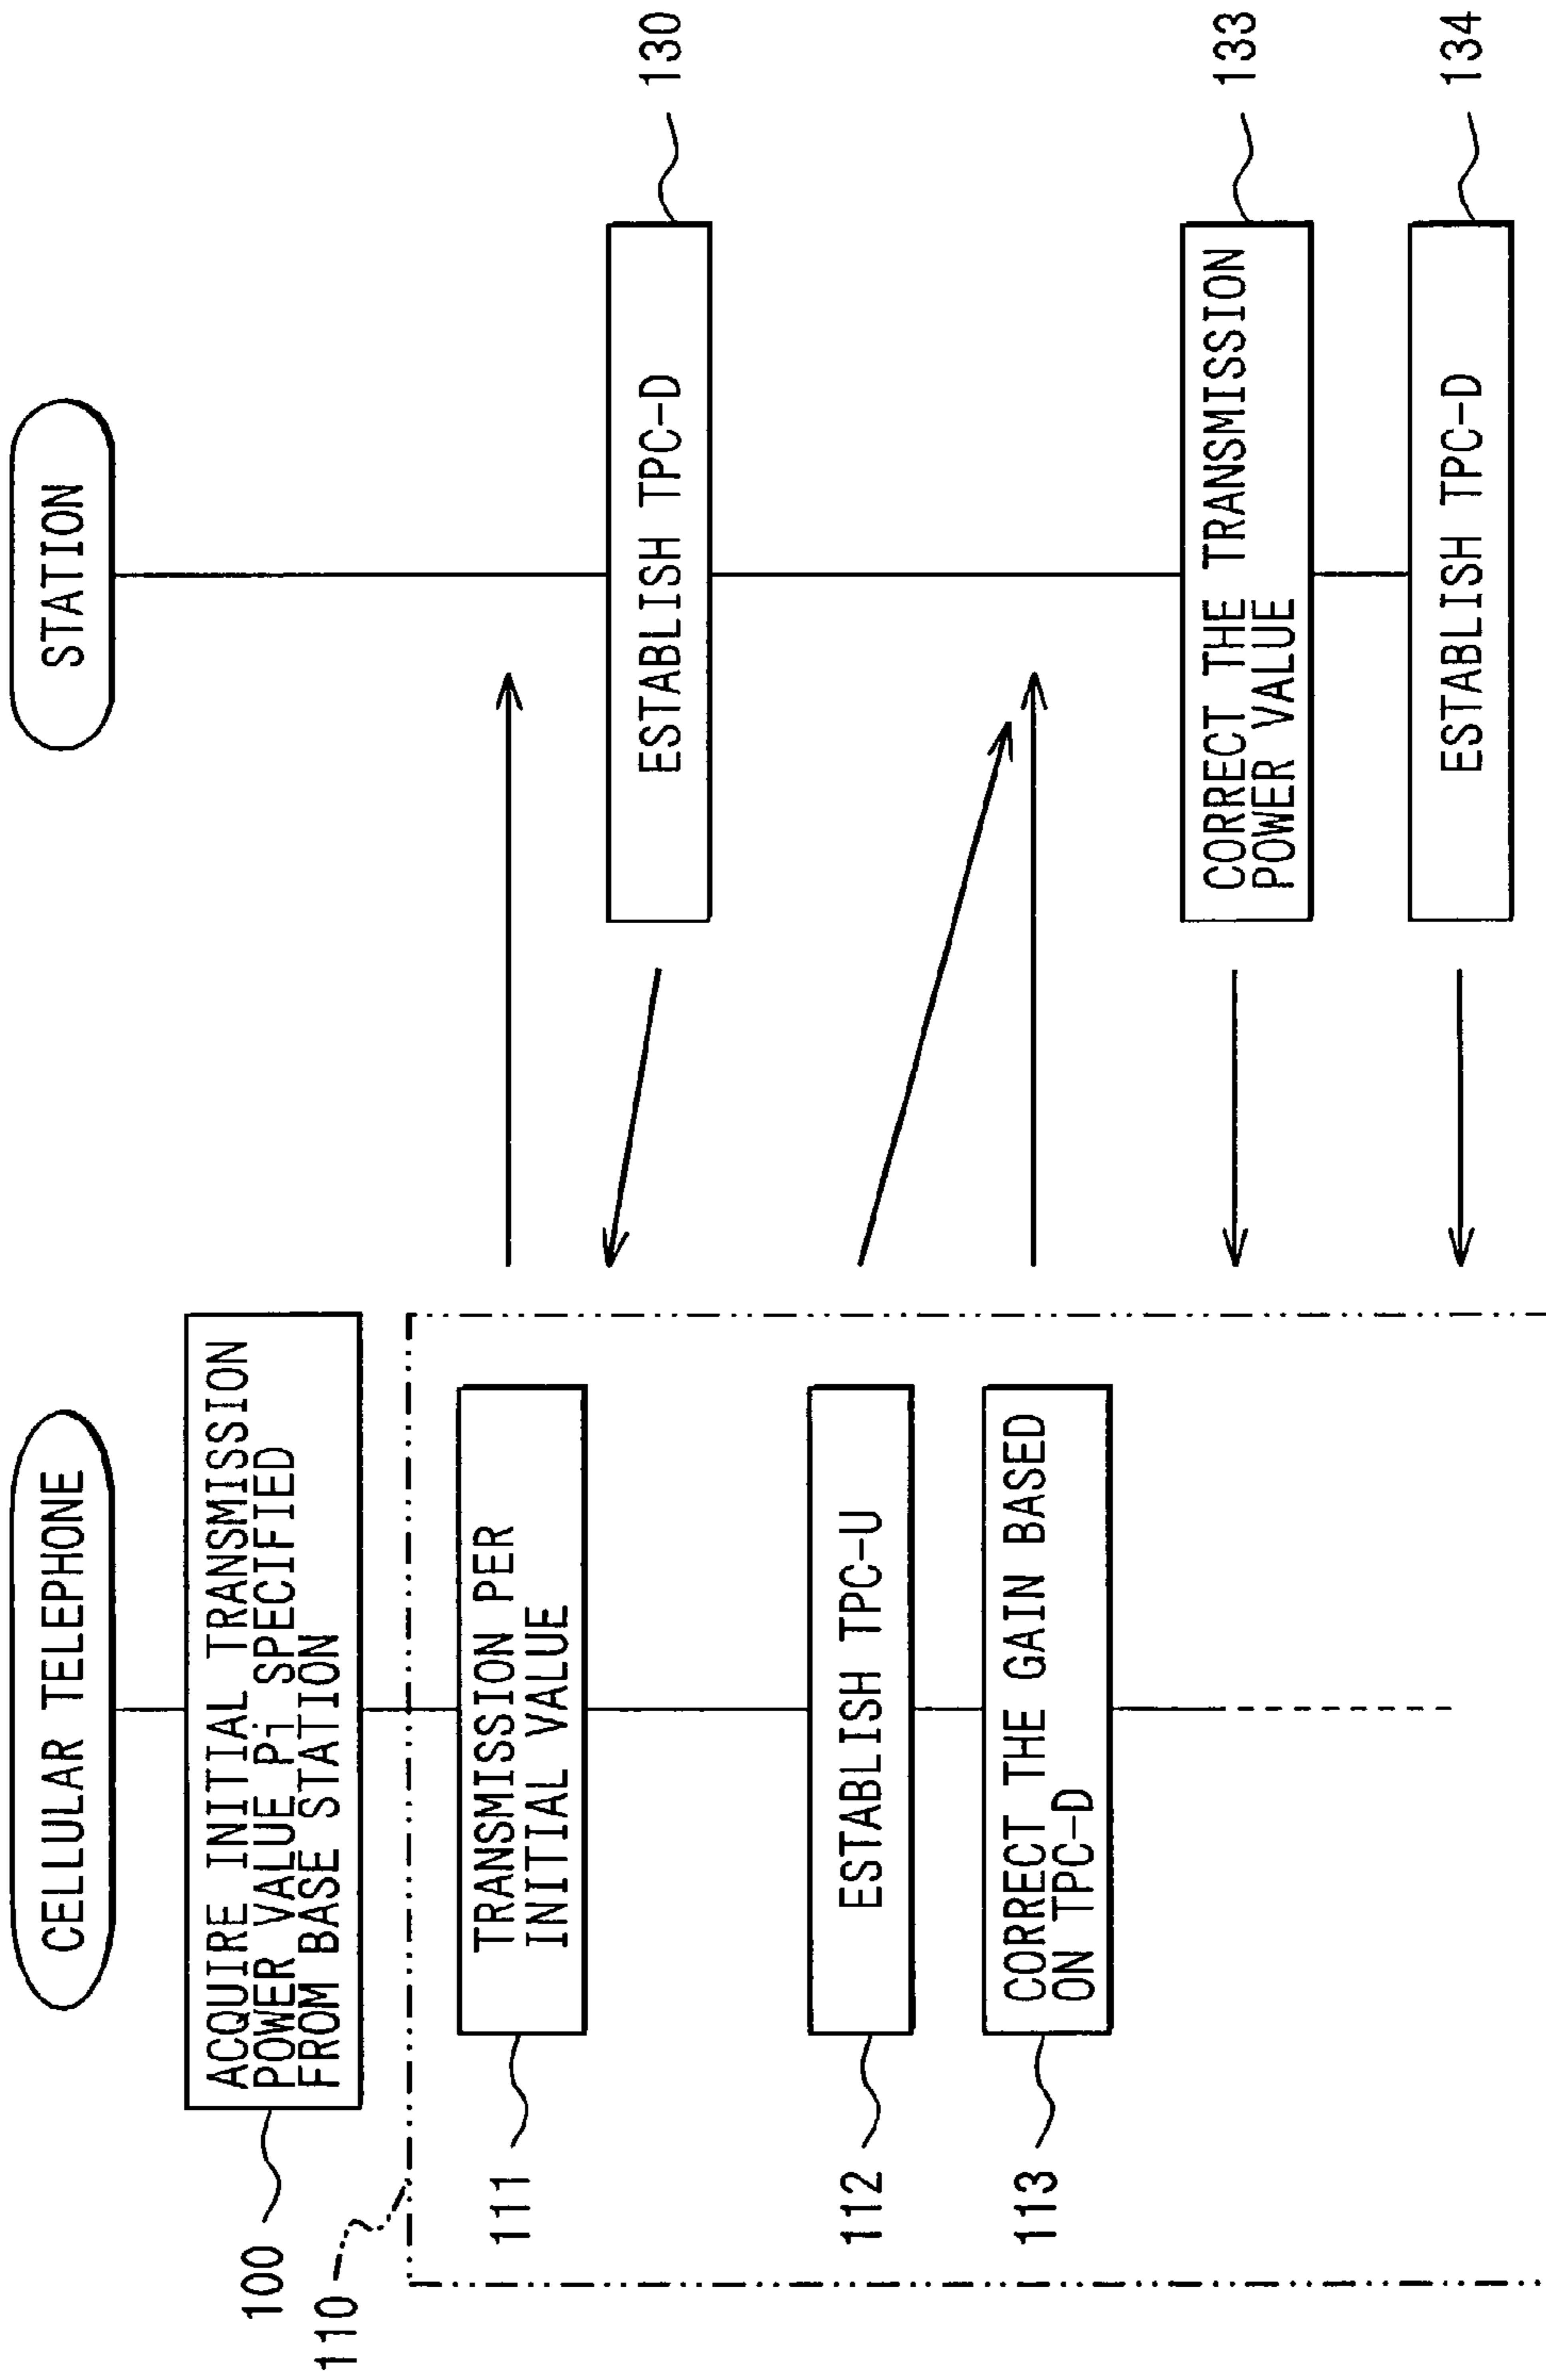 CELLULAR TELEPHONE
STATION
100
ACQUIRE INITIAL TRANSMISSION
POWER VALUE Pi SPECIFIED
FROM BASE STATION
110
111
TRANSMISSION PER
INITIAL VALUE
ESTABLISH TPC-D
130
112
ESTABLISH TPC-U
113
CORRECT THE GAIN BASED
ON TPC-D
CORRECT THE TRANSMISSION
POWER VALUE
133
ESTABLISH TPC-D
134